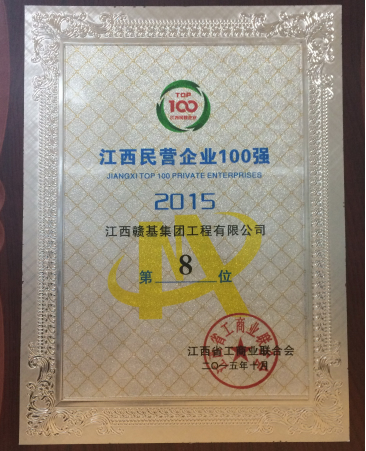 TOP
100
江西民营企业100强
JIANGXI TOP 100 PRIVATE ENTERPRISES
2015
江西赣基集团工程有限公司
第 8 位
江西省工商业联合会
二〇一五年十月